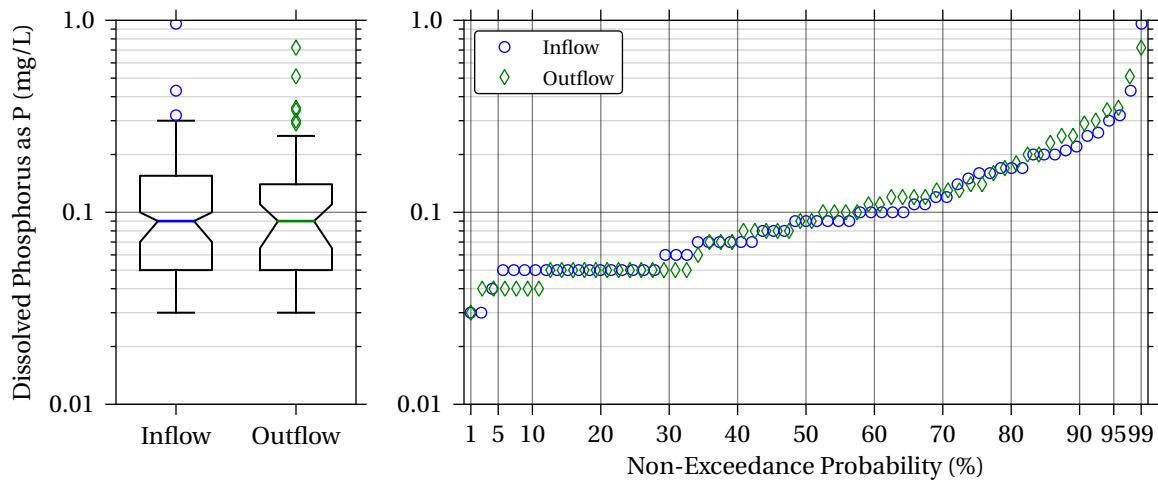 Dissolved Phosphorus as P (mg/L)
1.0
0.1
0.01
Inflow Outflow
1.0
0.1
0.01
Inflow
Outflow
1 5 10 20 30 40 50 60 70 80 90 95 99
Non-Exceedance Probability (%)